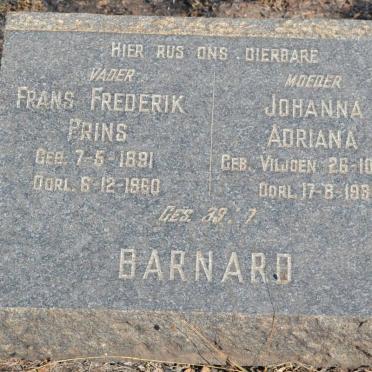 HIER RUS ONS DIERBARE
VADER
FRANS FREDERIK
PRINS
GEB. 7-5-1891
OORL. 6-12-1960
MOEDER
JOHANNA
ADRIANA
GEB. VILJOEN 26-10
OORL. 17-8-19
GES. 39 7
BARNARD